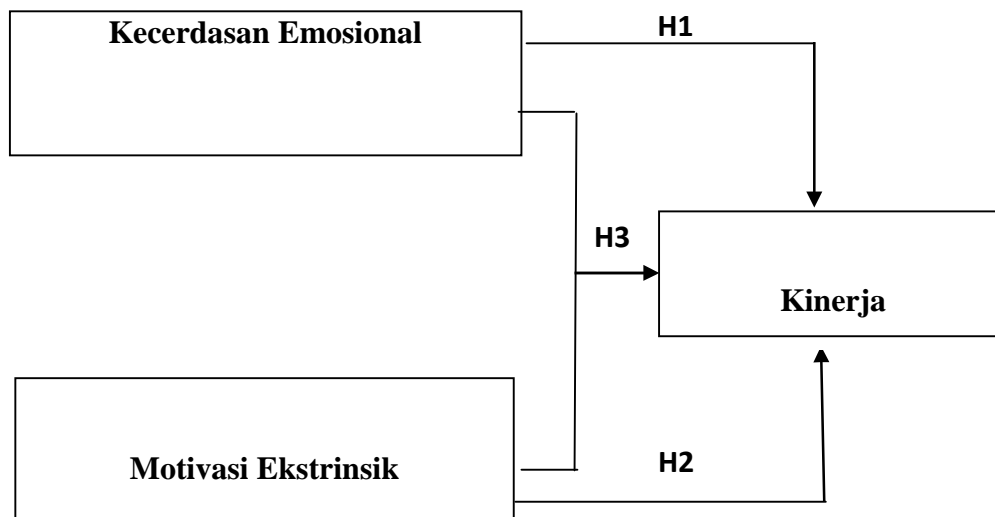 Kecerdasan Emosional
H1
H3
Kinerja
Motivasi Ekstrinsik
H2